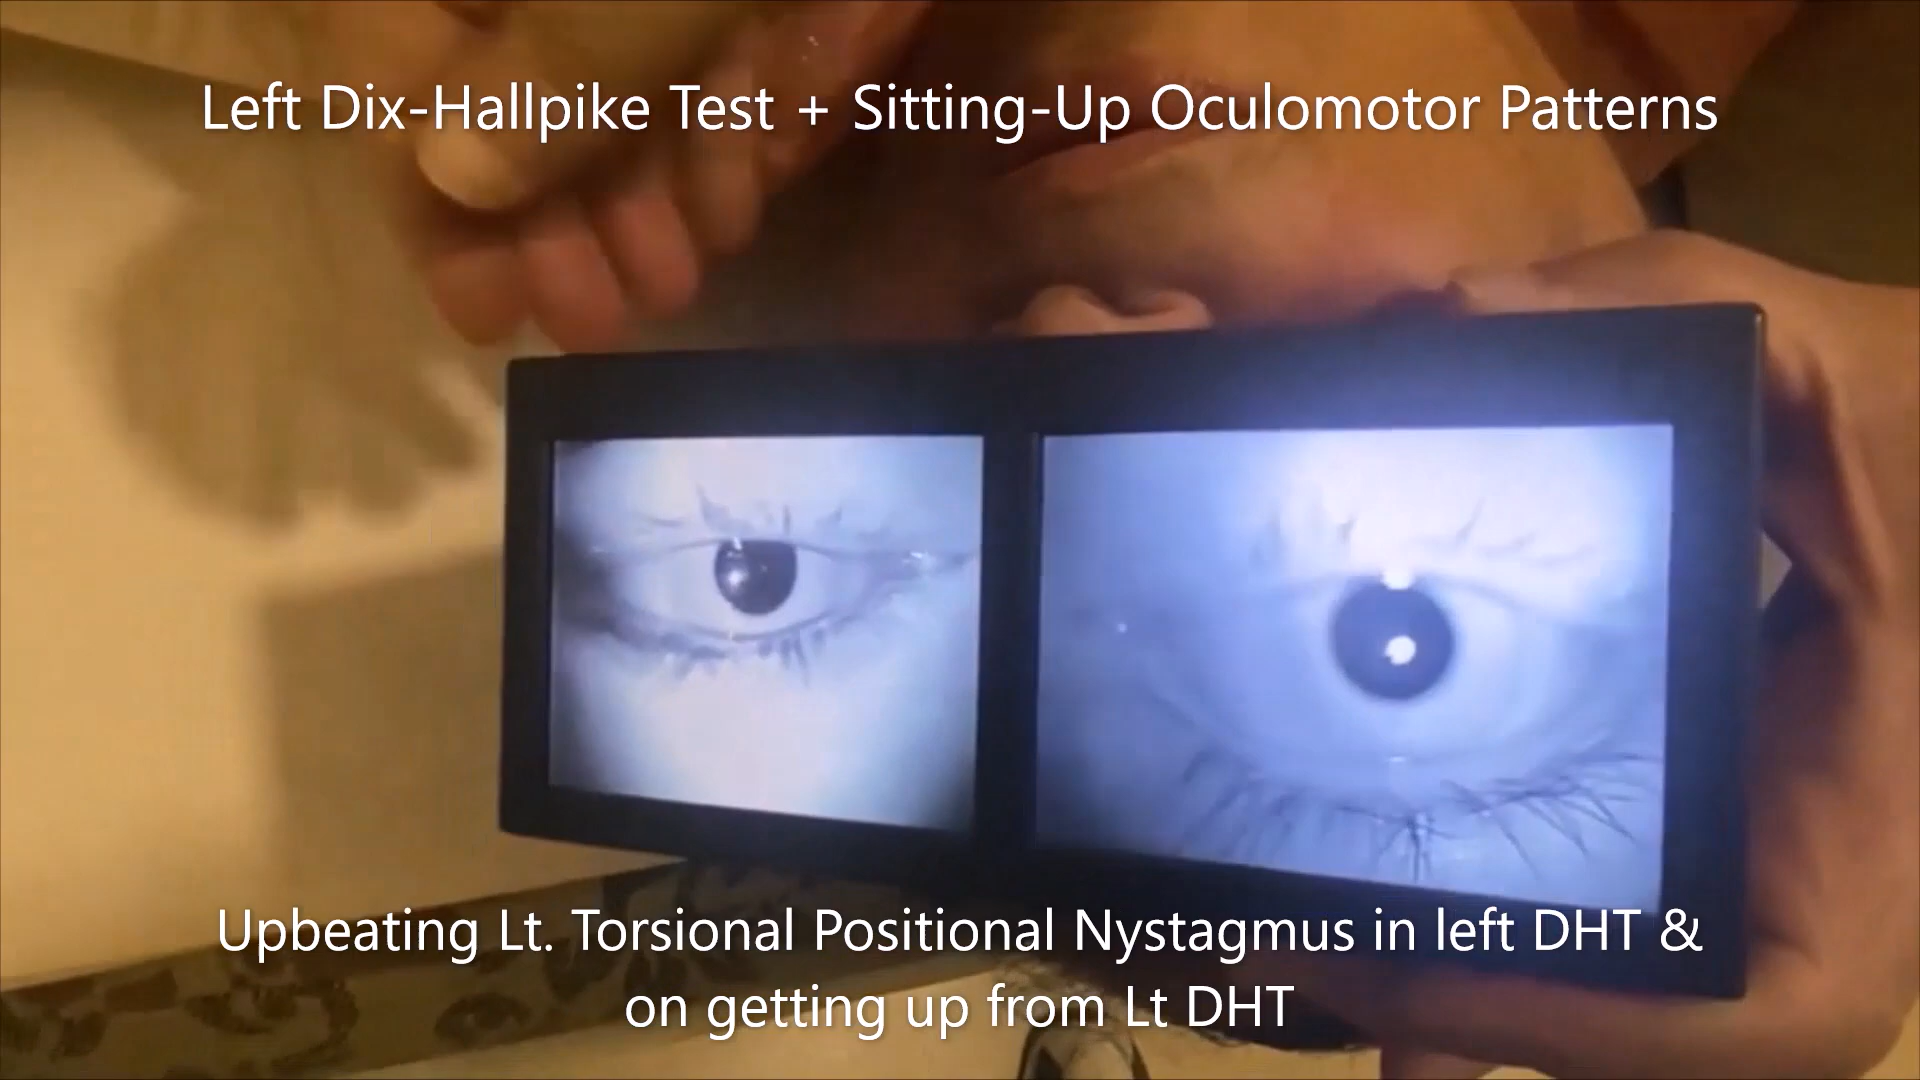 Left Dix-Hallpike Test + Sitting-Up Oculomotor Patterns
Upbeating Lt. Torsional Positional Nystagmus in left DHT &
on getting up from Lt DHT